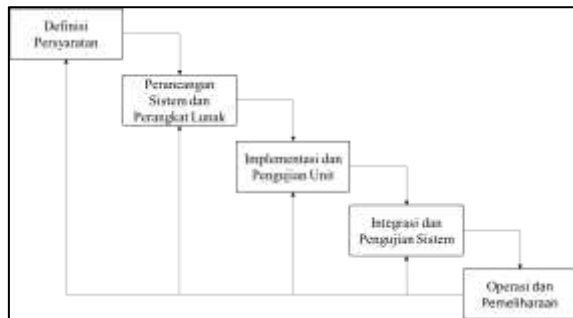 Definisi
Persyaratan
Perancangan
Sistem dan
Perangkat Lunak
Implementasi dan
Pengujian Unit
Integrasi dan
Pengujian Sistem
Operasi dan
Pemeliharaan